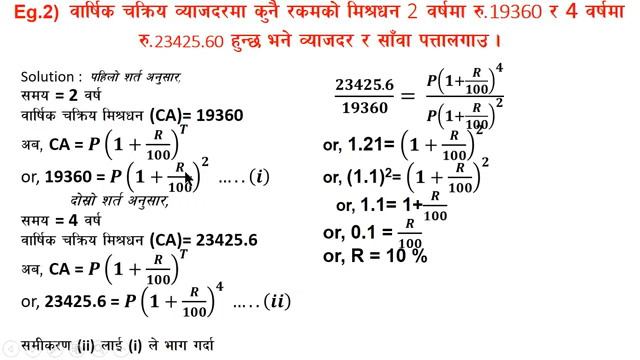 Eg.2) वार्षिक चक्रिय व्याजदरमा कुनै रकमको मिश्रधन 2 वर्षमा रु.19360 र 4 वर्षमा
रु.23425.60 हुन्छ भने व्याजदर र साँवा पत्तालगाउ ।
Solution : पहिलो शर्त अनुसार,
समय = 2 वर्ष
वार्षिक चक्रिय मिश्रधन (CA)= 19360
अब, CA = P(1 + R/100)^T
or, 19360 = P(1 + R/100)^2 .....(i)
दोस्रो शर्त अनुसार,
समय = 4 वर्ष
वार्षिक चक्रिय मिश्रधन (CA)= 23425.6
अब, CA = P(1 + R/100)^T
or, 23425.6 = P(1 + R/100)^4 .....(ii)
समीकरण (ii) लाई (i) ले भाग गर्दा
23425.6/19360 = P(1+R/100)^4/P(1+R/100)^2
or, 1.21= (1 + R/100)^2
or, (1.1)^2= (1 + R/100)^2
or, 1.1= 1+R/100
or, 0.1 = R/100
or, R = 10 %